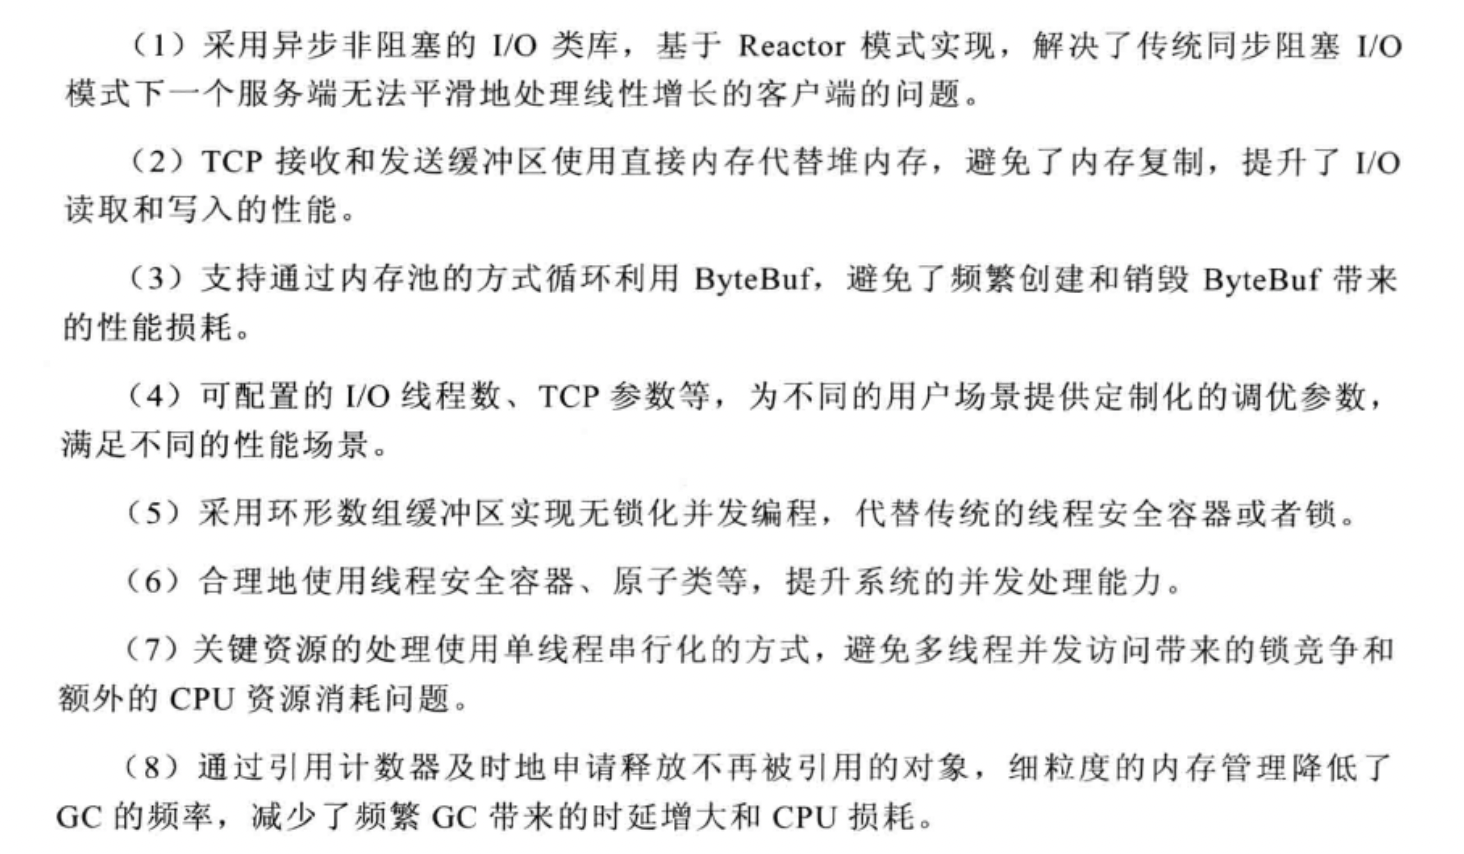 （1）采用异步非阻塞的 I/O 类库，基于 Reactor 模式实现，解决了传统同步阻塞 I/O
模式下一个服务端无法平滑地处理线性增长的客户端的问题。
（2）TCP 接收和发送缓冲区使用直接内存代替堆内存，避免了内存复制，提升了 I/O
读取和写入的性能。
（3）支持通过内存池的方式循环利用 ByteBuf，避免了频繁创建和销毁 ByteBuf 带来
的性能损耗。
（4）可配置的 I/O 线程数、TCP 参数等，为不同的用户场景提供定制化的调优参数，
满足不同的性能场景。
（5）采用环形数组缓冲区实现无锁化并发编程，代替传统的线程安全容器或者锁。
（6）合理地使用线程安全容器、原子类等，提升系统的并发处理能力。
（7）关键资源的处理使用单线程串行化的方式，避免多线程并发访问带来的锁竞争和
额外的 CPU 资源消耗问题。
（8）通过引用计数器及时地申请释放不再被引用的对象，细粒度的内存管理降低了
GC 的频率，减少了频繁 GC 带来的时延增大和 CPU 损耗。